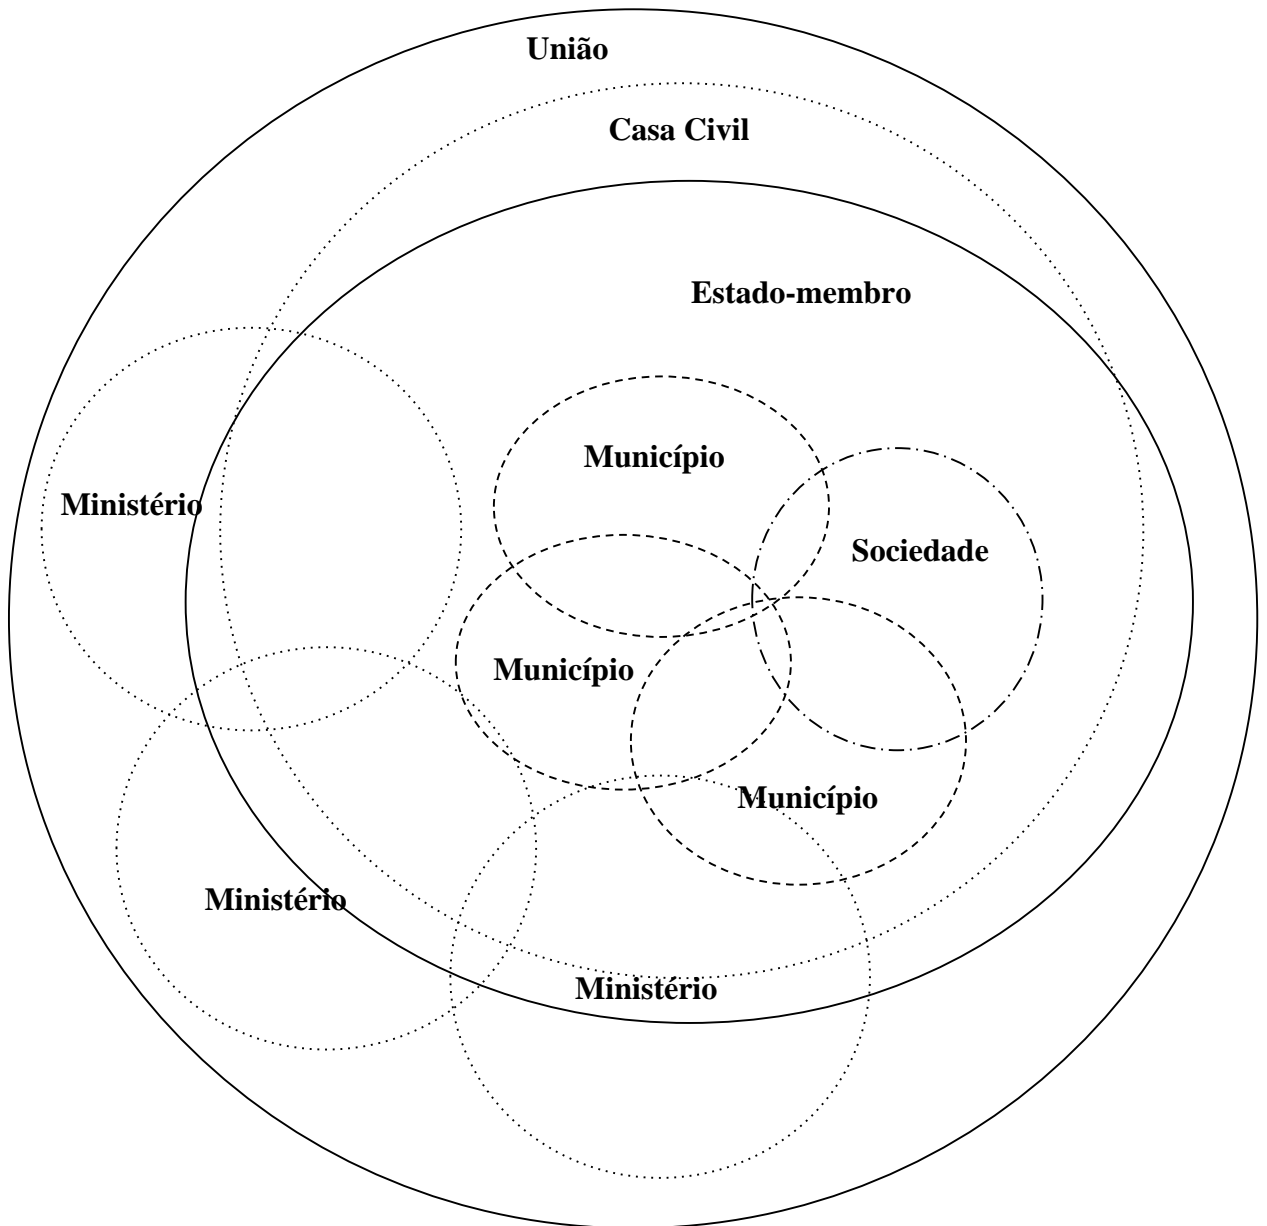 União
Casa Civil
Estado-membro
Município
Ministério
Sociedade
Município
Município
Ministério
Ministério